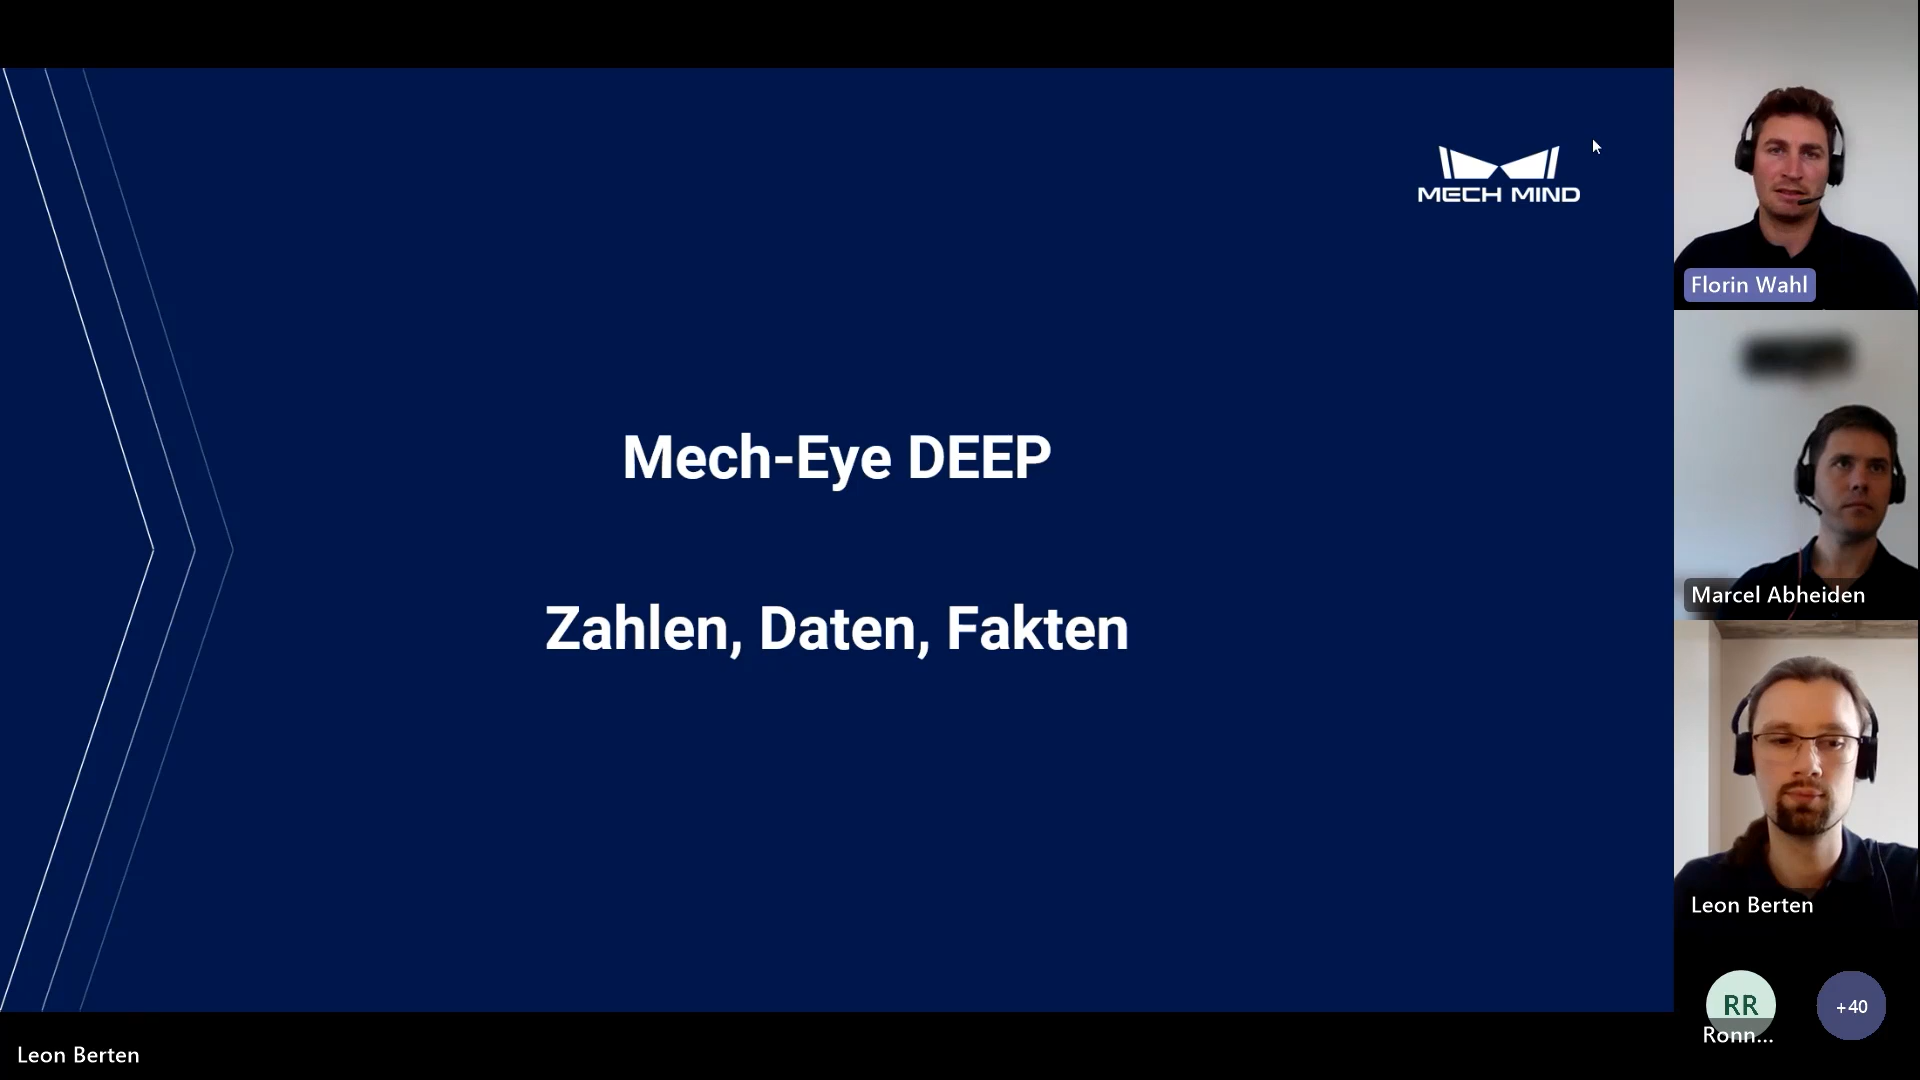 MECH MIND
Mech-Eye DEEP
Zahlen, Daten, Fakten
Florin Wahl
Marcel Abheiden
Leon Berten
RR
Ronn...
+40
Leon Berten